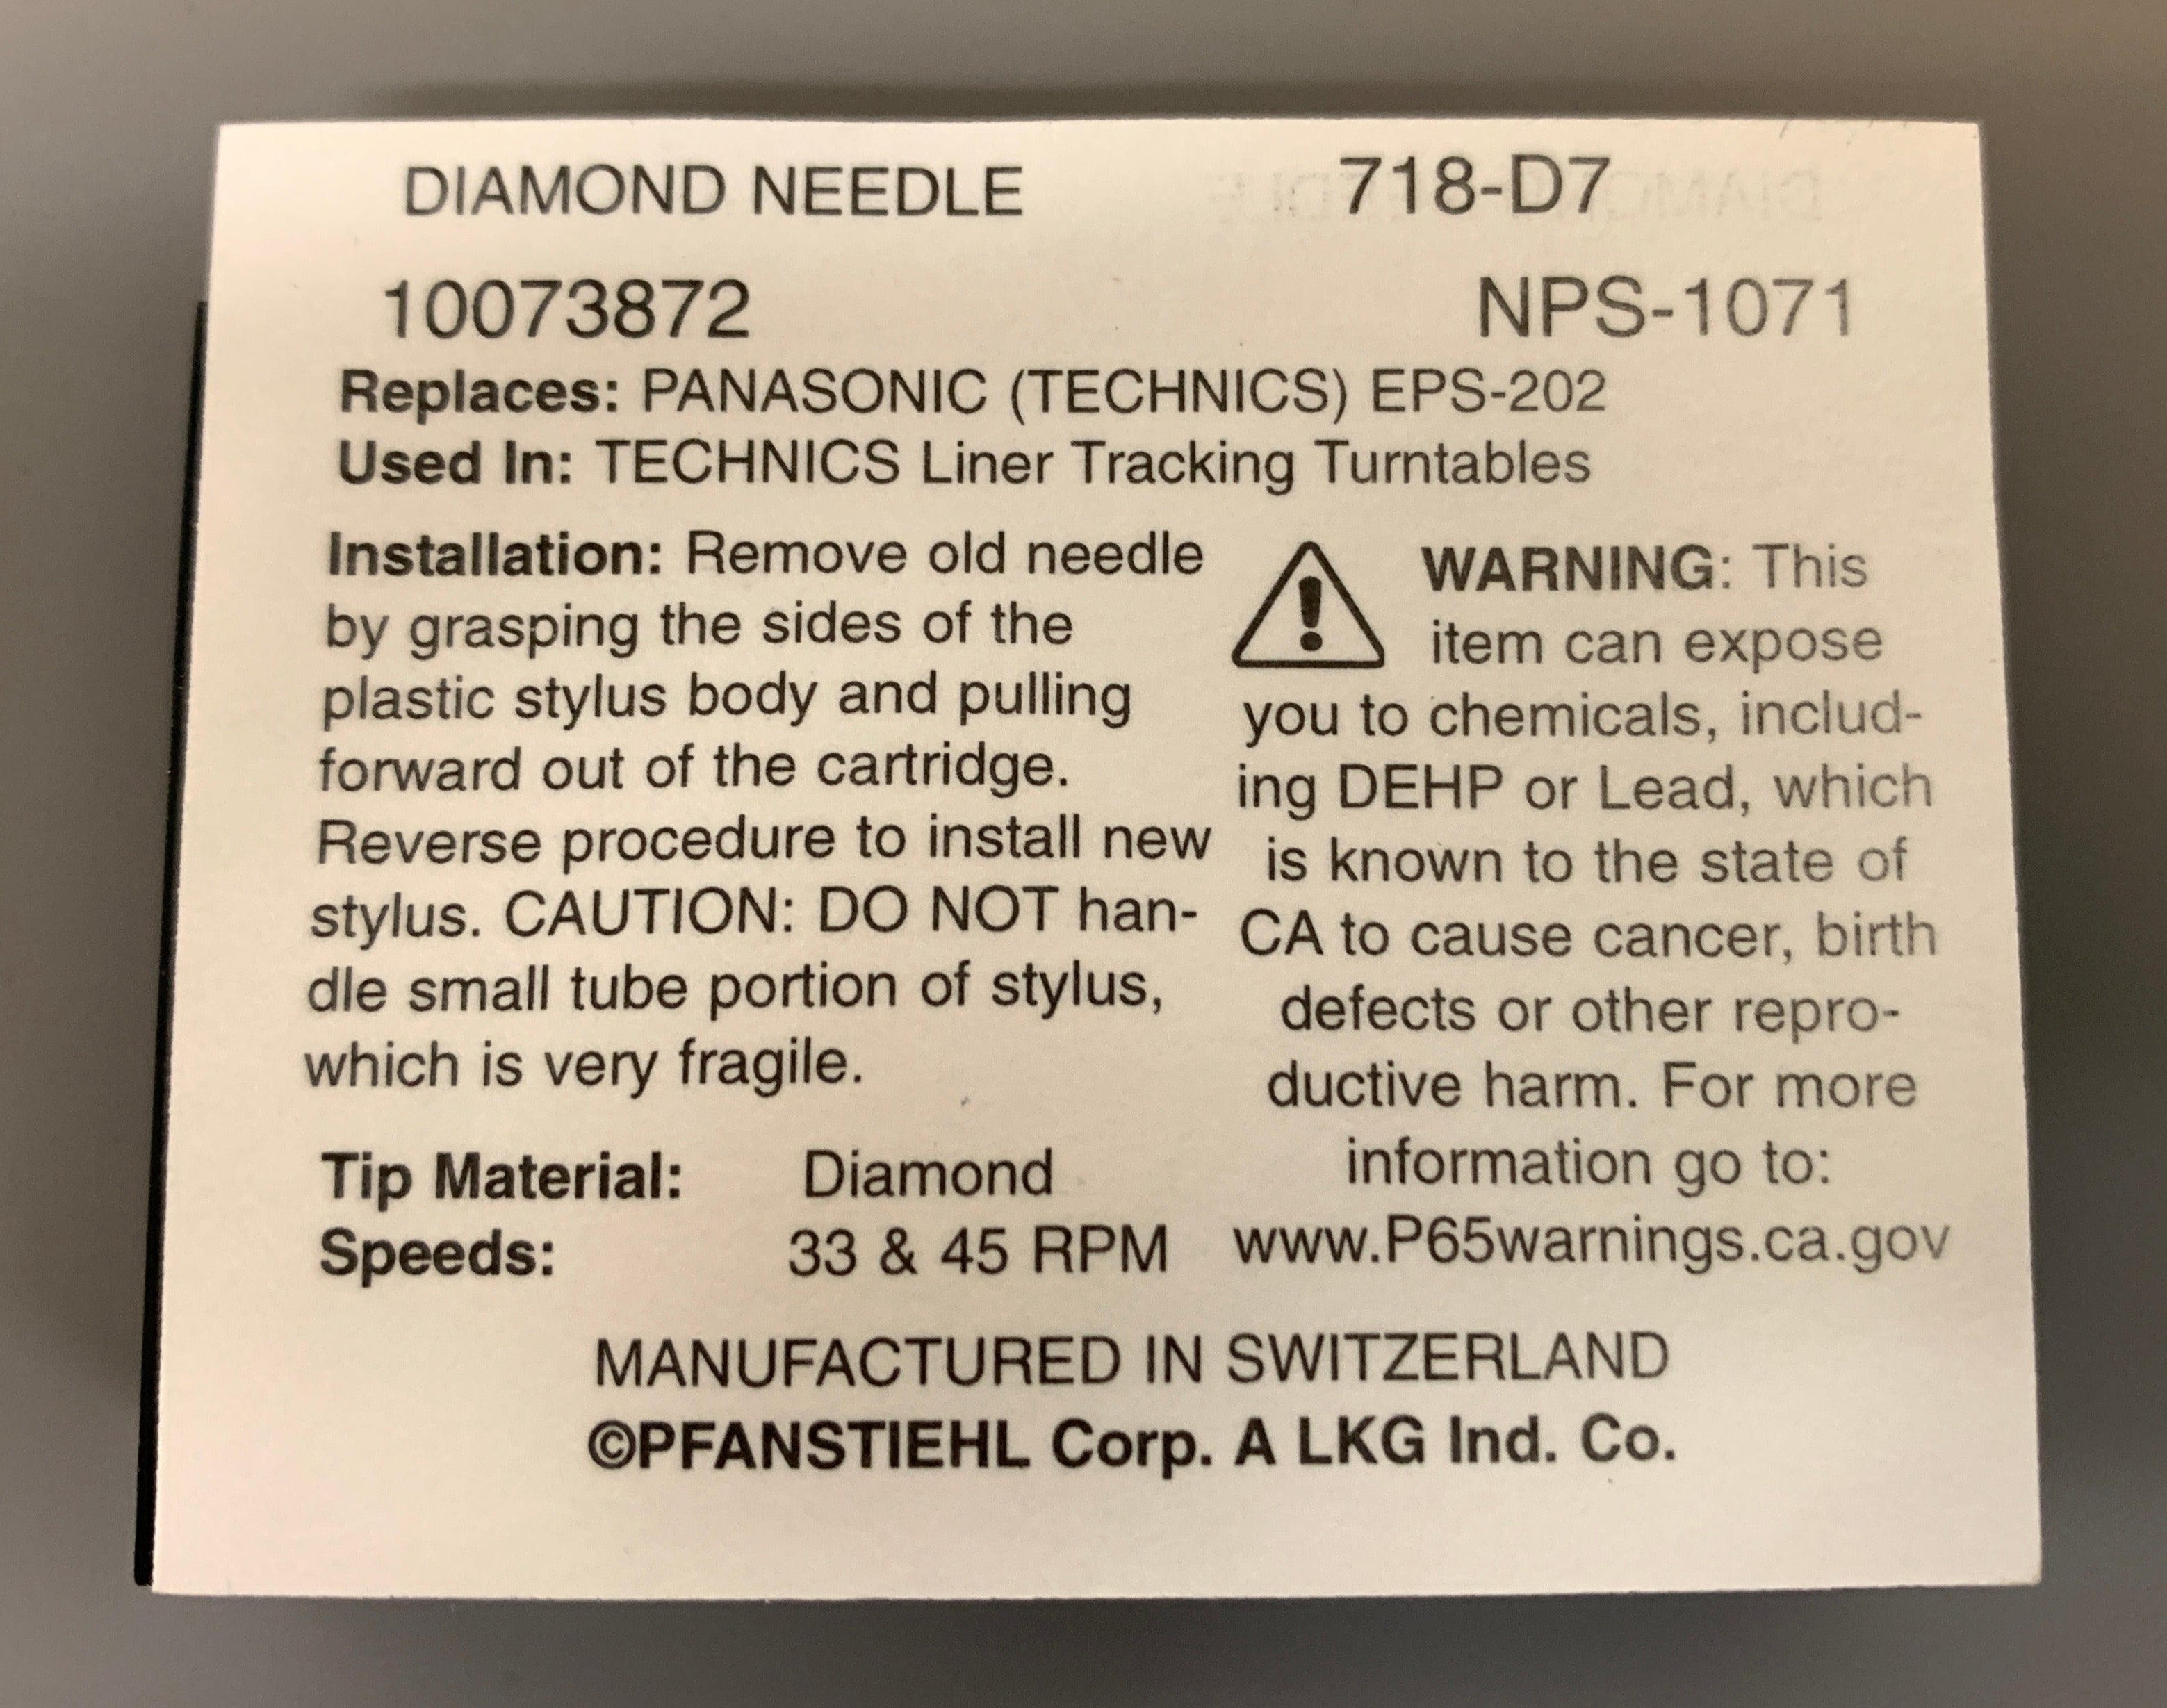 DIAMOND NEEDLE 718-D7
10073872 NPS-1071
Replaces: PANASONIC (TECHNICS) EPS-202
Used In: TECHNICS Liner Tracking Turntables
Installation: Remove old needle
by grasping the sides of the
plastic stylus body and pulling
forward out of the cartridge.
Reverse procedure to install new
stylus. CAUTION: DO NOT han-
dle small tube portion of stylus,
which is very fragile.
WARNING: This
item can expose
you to chemicals, includ-
ing DEHP or Lead, which
is known to the state of
CA to cause cancer, birth
defects or other repro-
ductive harm. For more
information go to:
www.P65warnings.ca.gov
Tip Material: Diamond
Speeds: 33 & 45 RPM
MANUFACTURED IN SWITZERLAND
©PFANSTIEHL Corp. A LKG Ind. Co.